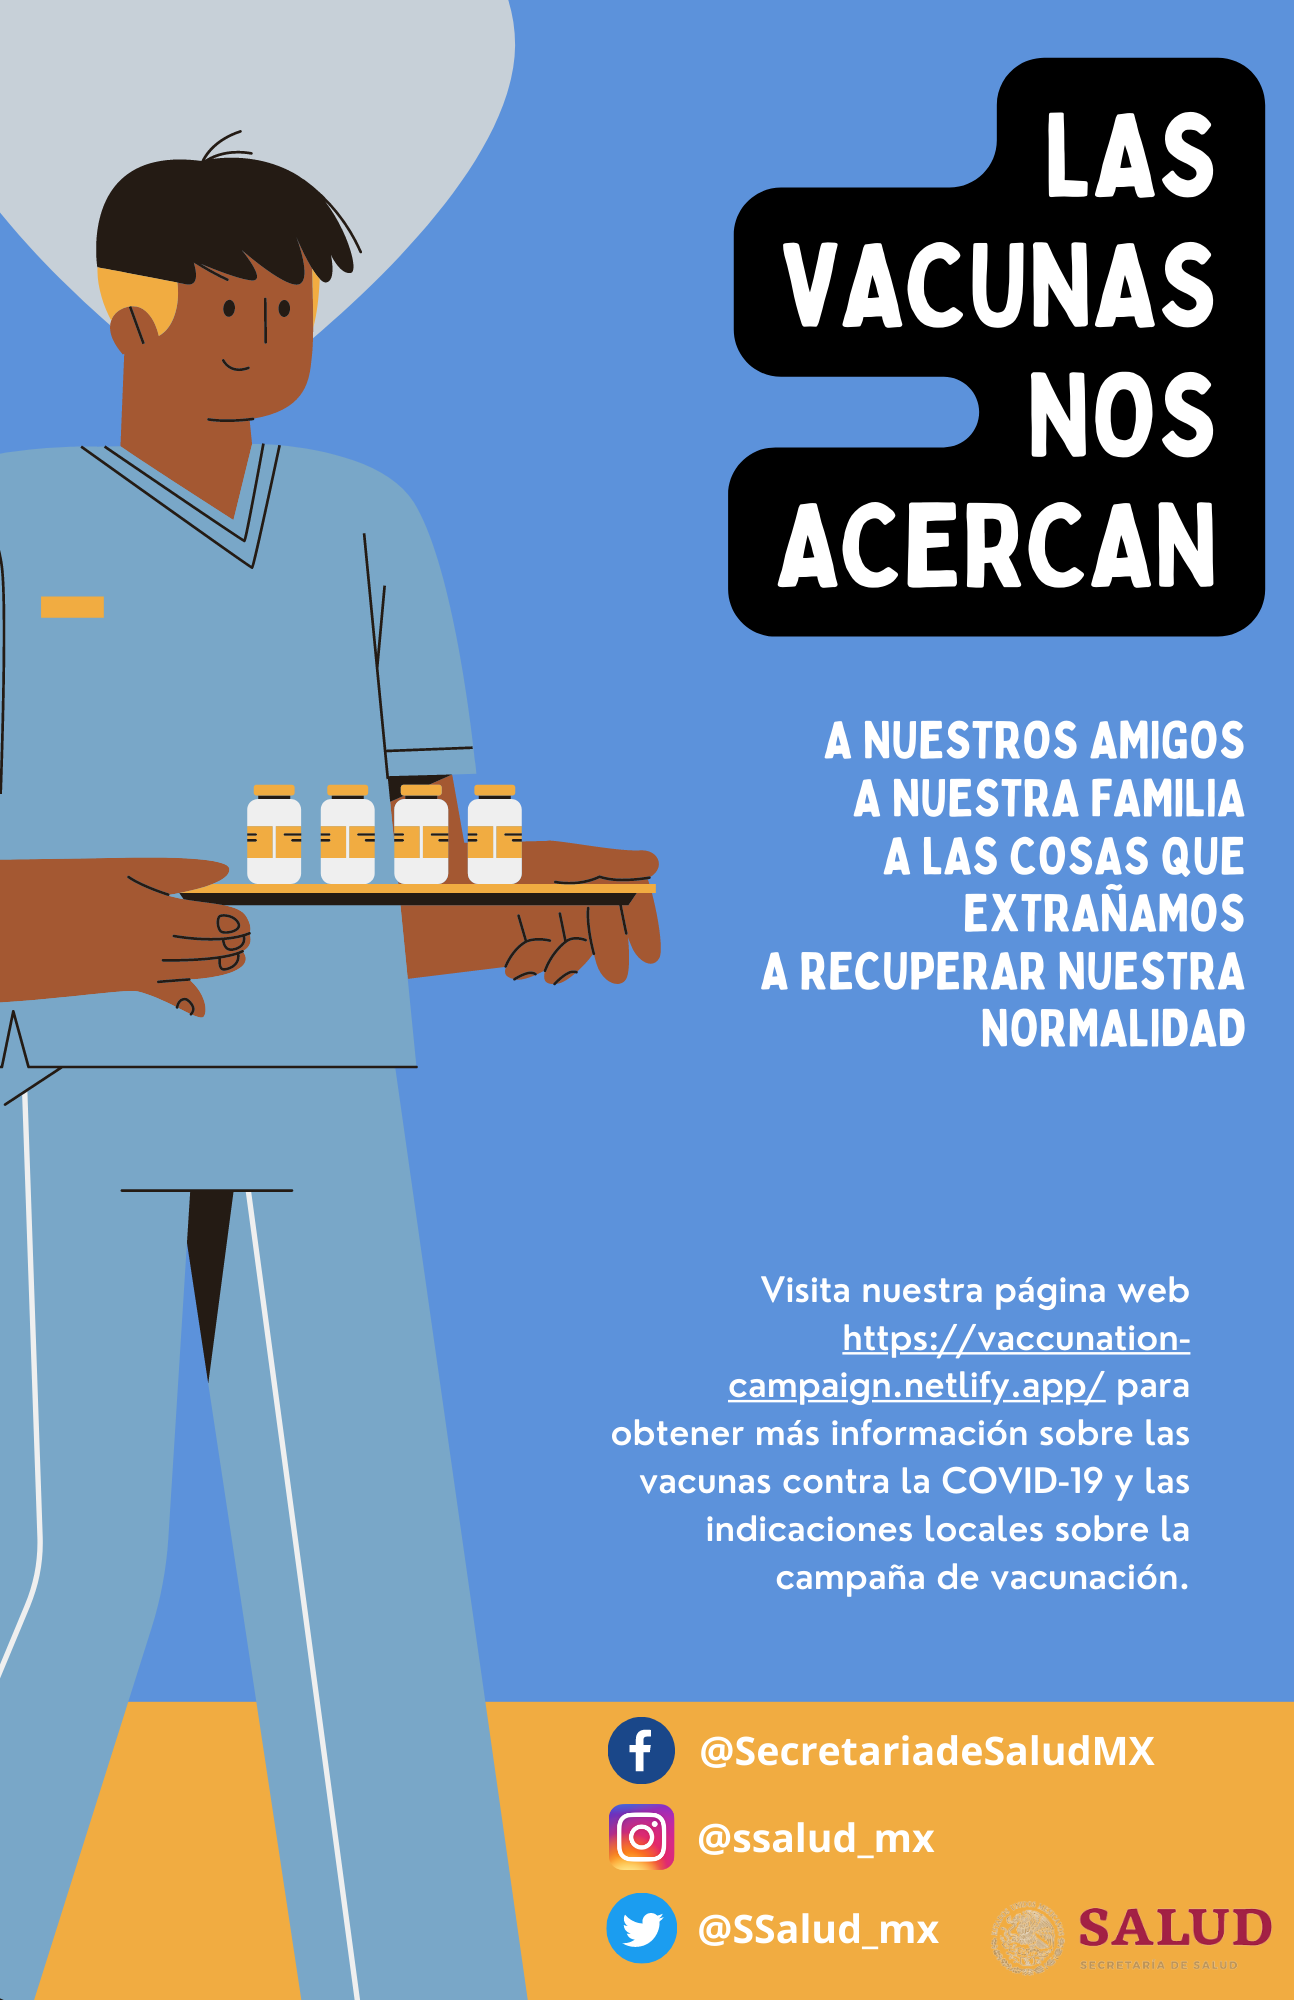 LAS
VACUNAS
NOS
ACERCAN
A NUESTROS AMIGOS
A NUESTRA FAMILIA
A LAS COSAS QUE
EXTRAÑAMOS
A RECUPERAR NUESTRA
NORMALIDAD
Visita nuestra página web
https://vaccunation-
campaign.netlify.app/ para
obtener más información sobre las
vacunas contra la COVID-19 y las
indicaciones locales sobre la
campaña de vacunación.
@SecretariadeSaludMX
@ssalud_mx
@SSalud_mx
SALUD
SECRETARIA DE SALUD